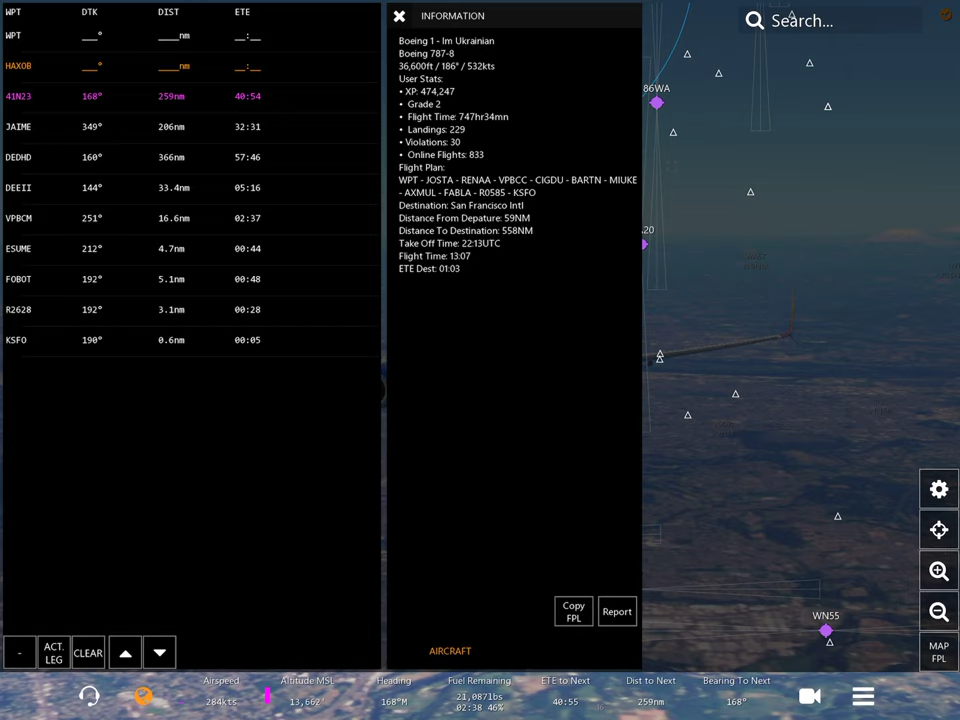 WPT DTK DIST ETE
WPT ___° ____nm __:__
HAXOB ___° ____nm __:__
41N23 168° 259nm 40:54
JAIME 349° 206nm 32:31
DEDHD 160° 366nm 57:46
DEEII 144° 33.4nm 05:16
VPBCM 251° 16.6nm 02:37
ESUME 212° 4.7nm 00:44
FOBOT 192° 5.1nm 00:48
R2628 192° 3.1nm 00:28
KSFO 190° 0.6nm 00:05
-
ACT.
LEG
CLEAR
INFORMATION
Boeing 1 - Im Ukrainian
Boeing 787-8
36,600ft / 186° / 532kts
User Stats:
• XP: 474,247
• Grade 2
• Flight Time: 747hr34mn
• Landings: 229
• Violations: 30
• Online Flights: 833
Flight Plan:
WPT - JOSTA - RENAA - VPBCC - CIGDU - BARTN - MIUKE
- AXMUL - FABLA - R0585 - KSFO
Destination: San Francisco Intl
Distance From Depature: 59NM
Distance To Destination: 558NM
Take Off Time: 22:13UTC
Flight Time: 13:07
ETE Dest: 01:03
Copy
FPL
Report
AIRCRAFT
Search...
86WA
WN55
MAP
FPL
Airspeed
284kts
Altitude MSL
13,662'
Heading
168°M
Fuel Remaining
21,087lbs
02:38 46%
ETE to Next
40:55
Dist to Next
259nm
Bearing To Next
168°